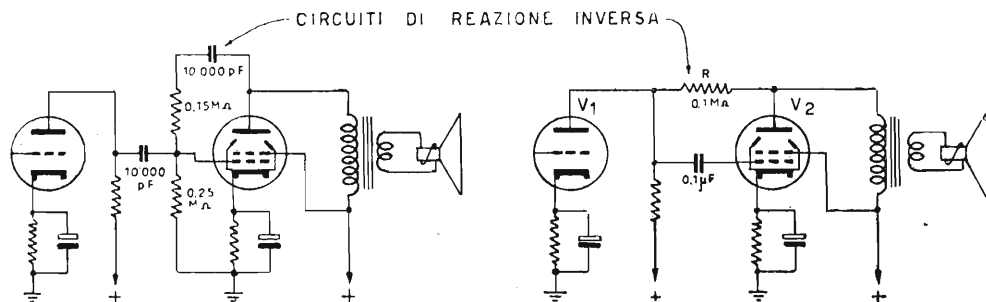 CIRCUITI DI REAZIONE INVERSA
10 000 pF
0,15 MΩ
10 000
pF
0,25
MΩ
+
+
V1
R
0,1 MΩ
V2
0,1 µF
+
+